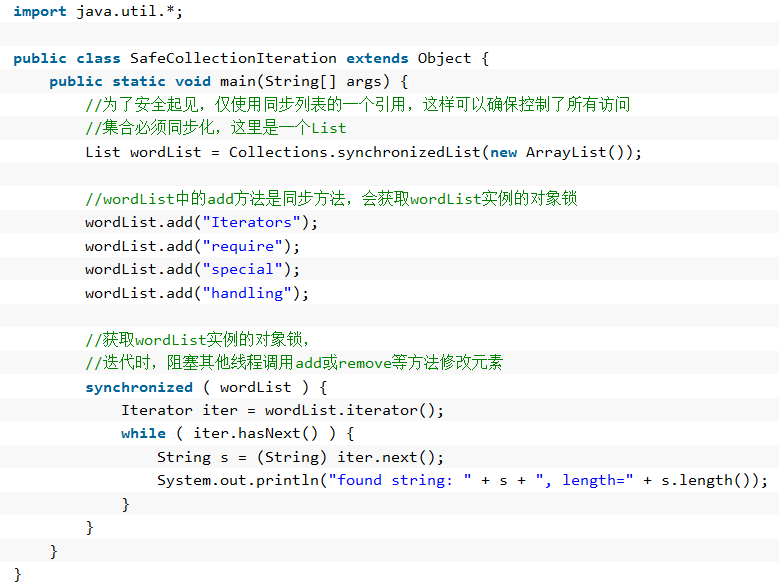 import java.util.*;
public class SafeCollectionIteration extends Object {
    public static void main(String[] args) {
        //为了安全起见，仅使用同步列表的一个引用，这样可以确保控制了所有访问
        //集合必须同步化，这里是一个List
        List wordList = Collections.synchronizedList(new ArrayList());
        //wordList中的add方法是同步方法，会获取wordList实例的对象锁
        wordList.add("Iterators");
        wordList.add("require");
        wordList.add("special");
        wordList.add("handling");
        //获取wordList实例的对象锁，
        //迭代时，阻塞其他线程调用add或remove等方法修改元素
        synchronized ( wordList ) {
            Iterator iter = wordList.iterator();
            while ( iter.hasNext() ) {
                String s = (String) iter.next();
                System.out.println("found string: " + s + ", length=" + s.length());
            }
        }
    }
}